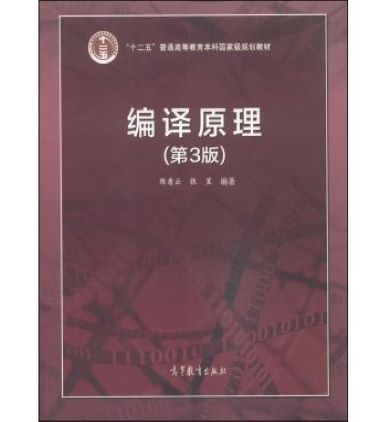 "十二五"普通高等教育本科国家级规划教材
编译原理
(第3版)
陈意云 张昱 编著
高等教育出版社